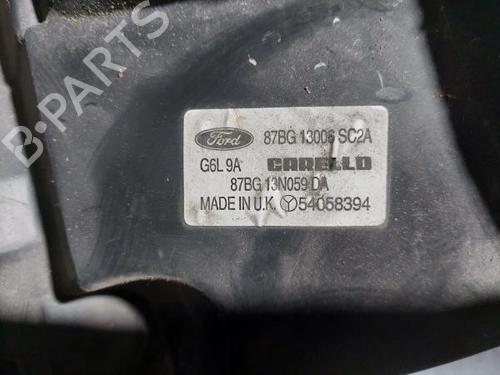 B-PARTS
Ford 87BG 13006 SC2A
G6L 9A CARELLO
87BG 13N059 DA
MADE IN U.K. 54058394